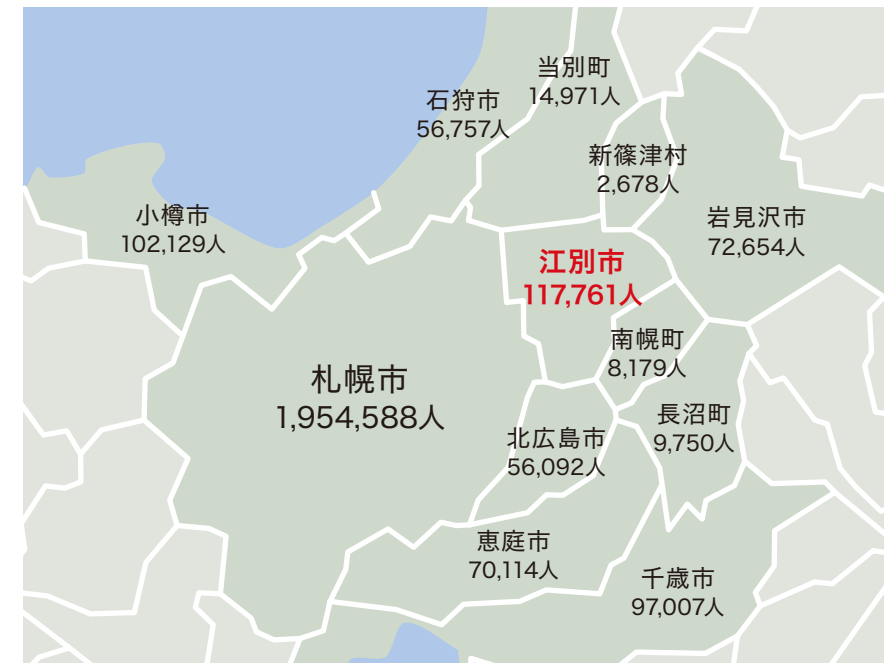 当別町
14,971人
石狩市
56,757人
新篠津村
2,678人
小樽市
102,129人
岩見沢市
72,654人
江別市
117,761人
南幌町
8,179人
札幌市
1,954,588人
長沼町
9,750人
北広島市
56,092人
恵庭市
70,114人
千歳市
97,007人